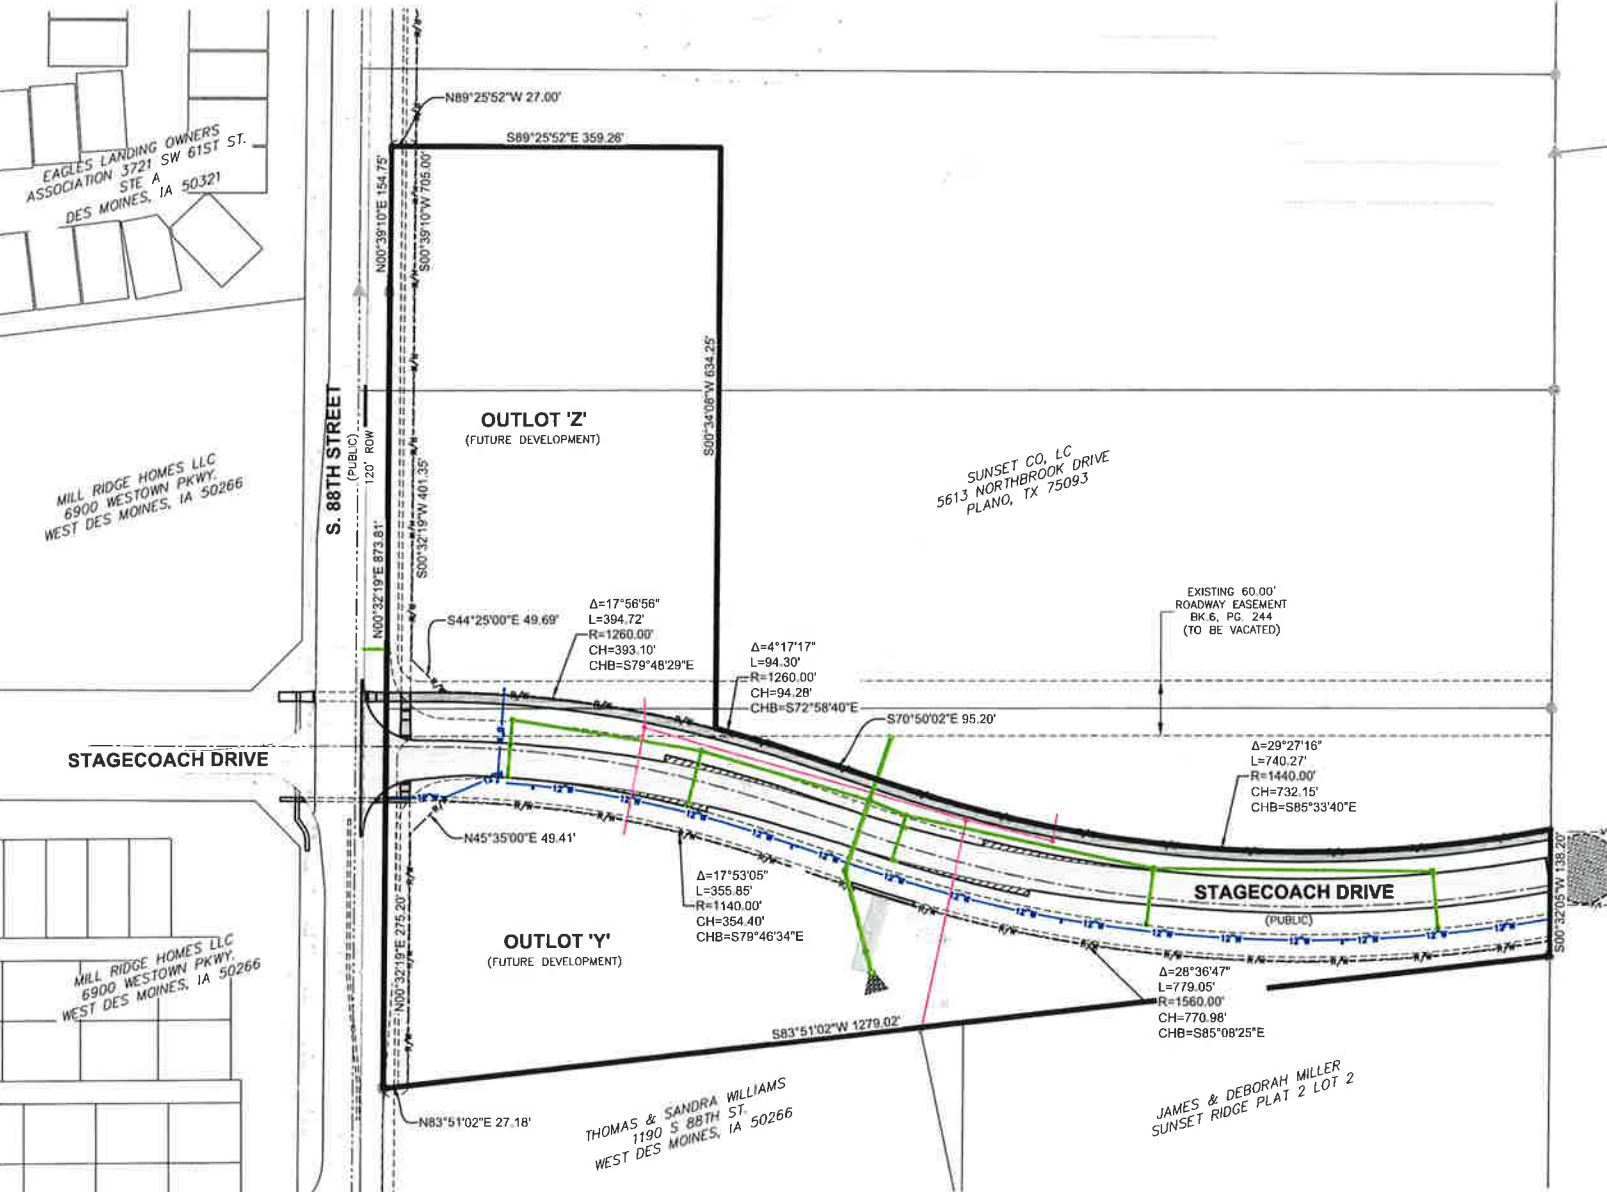 N89°25'52"W 27.00'
S89°25'52"E 359.26'
EAGLES LANDING OWNERS
ASSOCIATION 3721 SW 61ST ST.
STE A
DES MOINES, IA 50321
N00°39'10"E 154.75'
S00°39'10"W 705.00'
S00°34'08"W 634.25'
OUTLOT 'Z'
(FUTURE DEVELOPMENT)
S. 88TH STREET
(PUBLIC)
120' ROW
MILL RIDGE HOMES LLC
6900 WESTOWN PKWY.
WEST DES MOINES, IA 50266
SUNSET CO, LC
5613 NORTHBROOK DRIVE
PLANO, TX 75093
S00°32'19"W 401.35'
N00°32'19"E 873.81'
EXISTING 60.00'
ROADWAY EASEMENT
BK.6, PG. 244
(TO BE VACATED)
S44°25'00"E 49.69'
Δ=17°56'56"
L=394.72'
R=1260.00'
CH=393.10'
CHB=S79°48'29"E
Δ=4°17'17"
L=94.30'
R=1260.00'
CH=94.28'
CHB=S72°58'40"E
S70°50'02"E 95.20'
Δ=29°27'16"
L=740.27'
R=1440.00'
CH=732.15'
CHB=S85°33'40"E
STAGECOACH DRIVE
N45°35'00"E 49.41'
Δ=17°53'05"
L=355.85'
R=1140.00'
CH=354.40'
CHB=S79°46'34"E
STAGECOACH DRIVE
(PUBLIC)
S00°32'05"W 138.20'
OUTLOT 'Y'
(FUTURE DEVELOPMENT)
N00°32'19"E 275.20'
MILL RIDGE HOMES LLC
6900 WESTOWN PKWY.
WEST DES MOINES, IA 50266
Δ=28°36'47"
L=779.05'
R=1560.00'
CH=770.98'
CHB=S85°08'25"E
S83°51'02"W 1279.02'
N83°51'02"E 27.18'
THOMAS & SANDRA WILLIAMS
1190 S 88TH ST.
WEST DES MOINES, IA 50266
JAMES & DEBORAH MILLER
SUNSET RIDGE PLAT 2 LOT 2